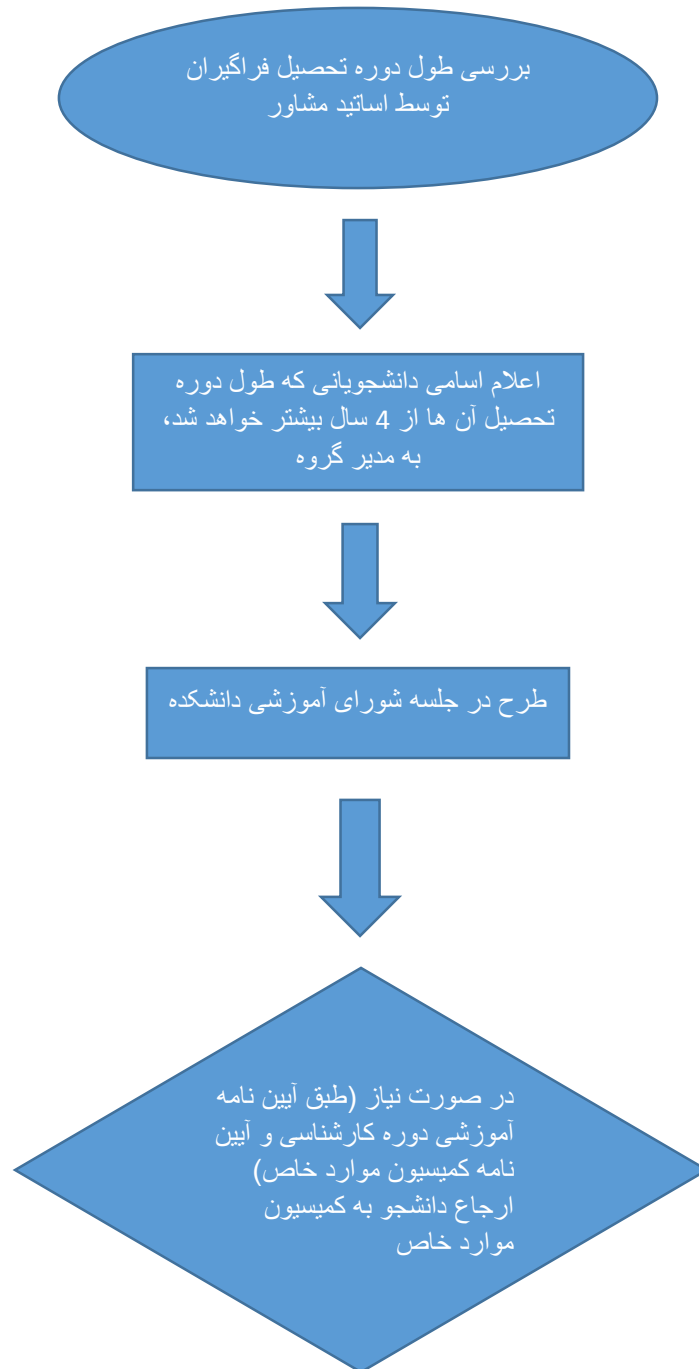 بررسی طول دوره تحصیل فراگیران
توسط اساتید مشاور
اعلام اسامی دانشجویانی که طول دوره
تحصیل آن ها از 4 سال بیشتر خواهد شد،
به مدیر گروه
طرح در جلسه شورای آموزشی دانشکده
در صورت نیاز (طبق آیین نامه
آموزشی دوره کارشناسی و آیین
نامه کمیسیون موارد خاص)
ارجاع دانشجو به کمیسیون
موارد خاص